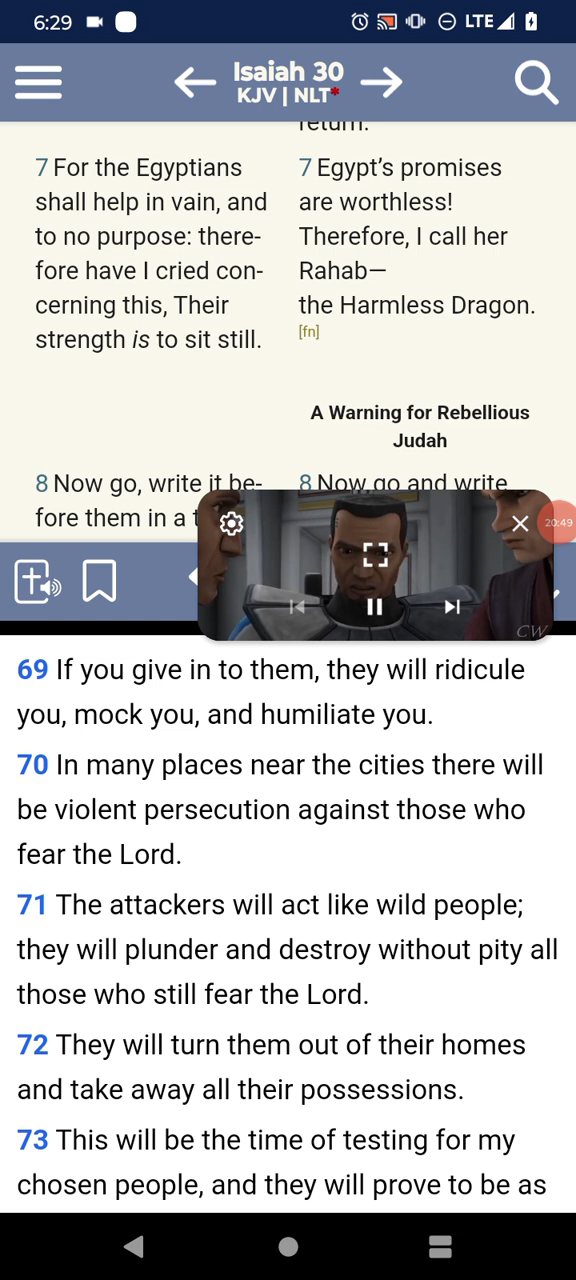 6:29
LTE
Isaiah 30
KJV | NLT*
return.
7 For the Egyptians
shall help in vain, and
to no purpose: there-
fore have I cried con-
cerning this, Their
strength is to sit still.
7 Egypt's promises
are worthless!
Therefore, I call her
Rahab—
the Harmless Dragon.
[fn]
A Warning for Rebellious
Judah
8 Now go, write it be-
fore them in a t
8 Now go and write
20:49
CW
69 If you give in to them, they will ridicule
you, mock you, and humiliate you.
70 In many places near the cities there will
be violent persecution against those who
fear the Lord.
71 The attackers will act like wild people;
they will plunder and destroy without pity all
those who still fear the Lord.
72 They will turn them out of their homes
and take away all their possessions.
73 This will be the time of testing for my
chosen people, and they will prove to be as